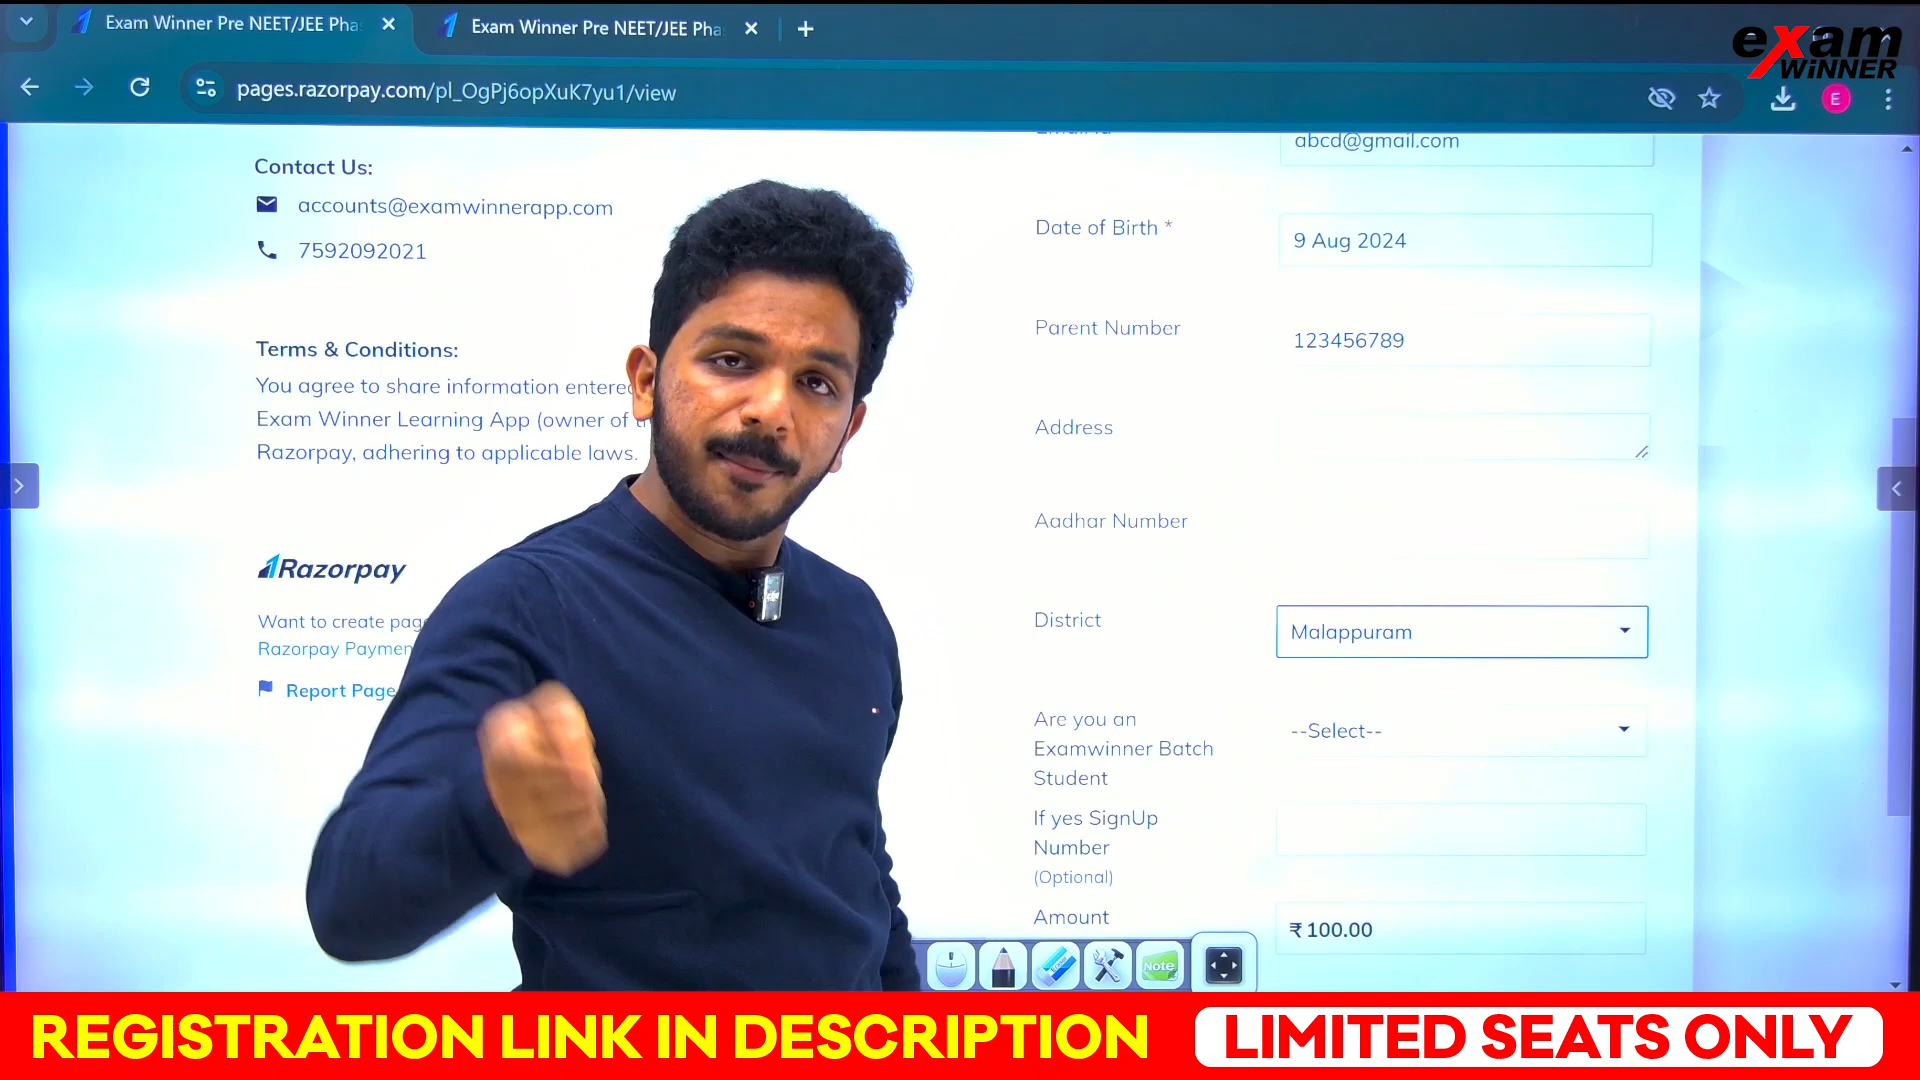 Exam Winner Pre NEET/JEE Pha
Exam Winner Pre NEET/JEE Pha
exam
WiNNER
pages.razorpay.com/pl_OgPj6opXuK7yu1/view
E
Contact Us:
accounts@examwinnerapp.com
7592092021
Terms & Conditions:
You agree to share information entered
Exam Winner Learning App (owner of
Razorpay, adhering to applicable laws.
Razorpay
Want to create pag
Razorpay Paymen
Report Page
abcd@gmail.com
Date of Birth *
9 Aug 2024
Parent Number
123456789
Address
Aadhar Number
District
Malappuram
Are you an
Examwinner Batch
Student
--Select--
If yes SignUp
Number
(Optional)
Amount
₹ 100.00
Note
REGISTRATION LINK IN DESCRIPTION
LIMITED SEATS ONLY